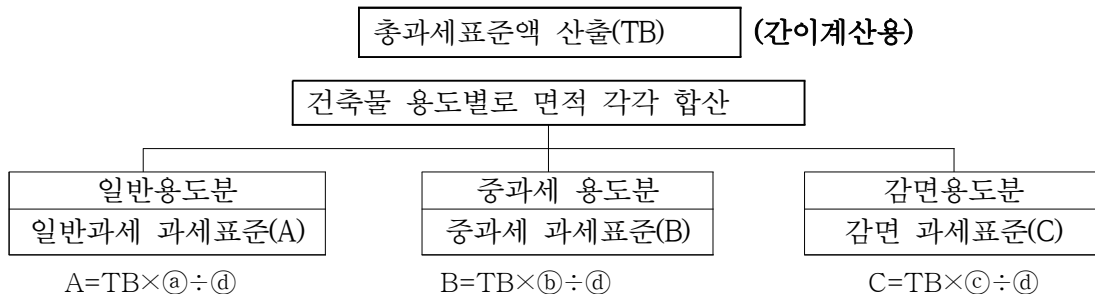 총과세표준액 산출(TB) (간이계산용)
건축물 용도별로 면적 각각 합산
일반용도분 중과세 용도분 감면용도분
일반과세 과세표준(A) 중과세 과세표준(B) 감면 과세표준(C)
A=TB×ⓐ÷ⓓ B=TB×ⓑ÷ⓓ C=TB×ⓒ÷ⓓ